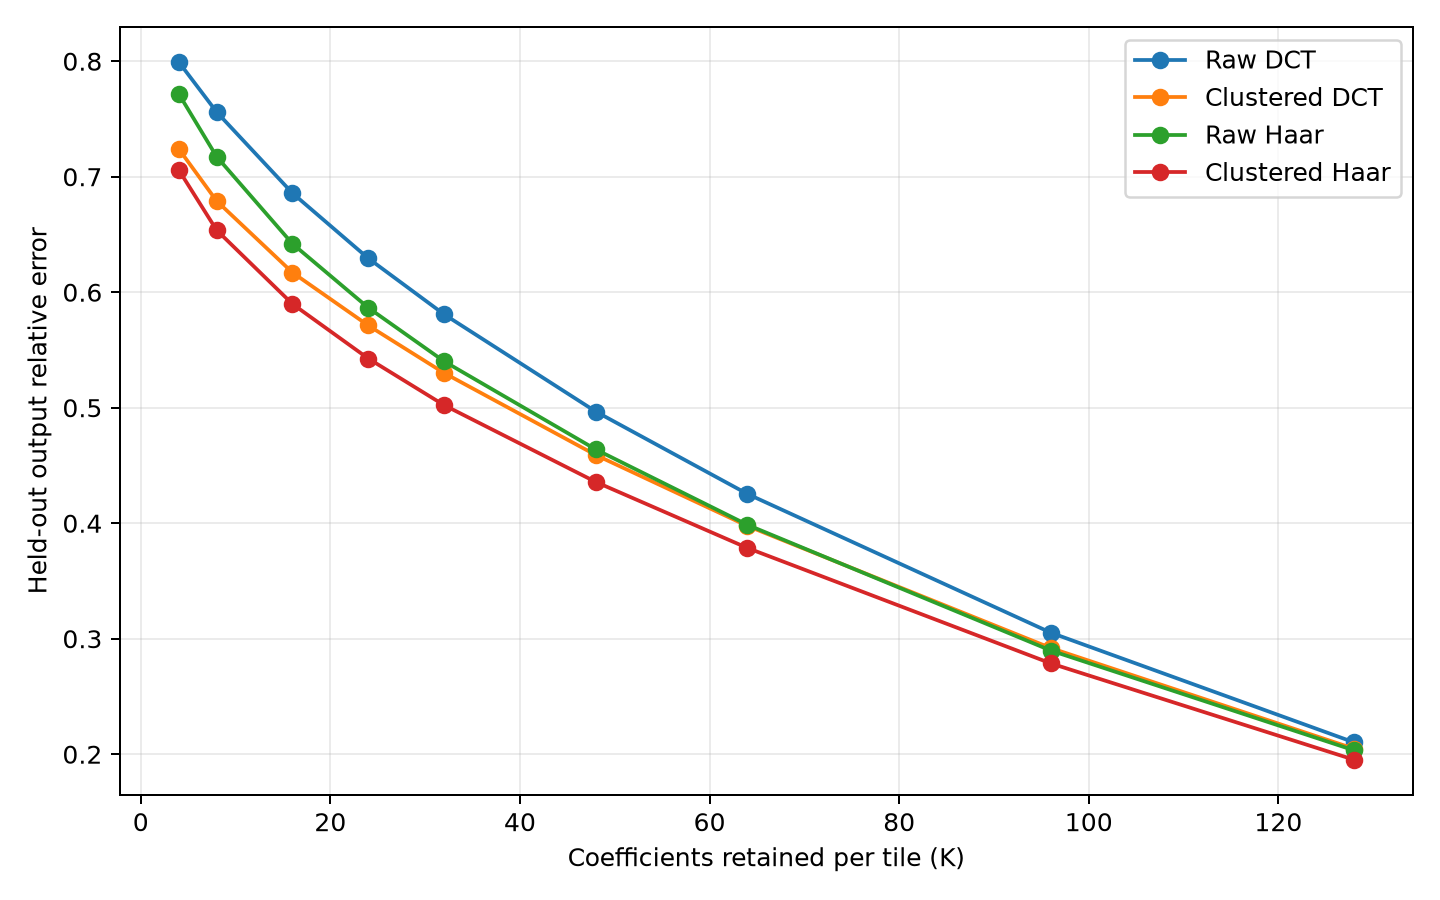 Raw DCT
Clustered DCT
Raw Haar
Clustered Haar
Held-out output relative error
0.8
0.7
0.6
0.5
0.4
0.3
0.2
0 20 40 60 80 100 120
Coefficients retained per tile (K)